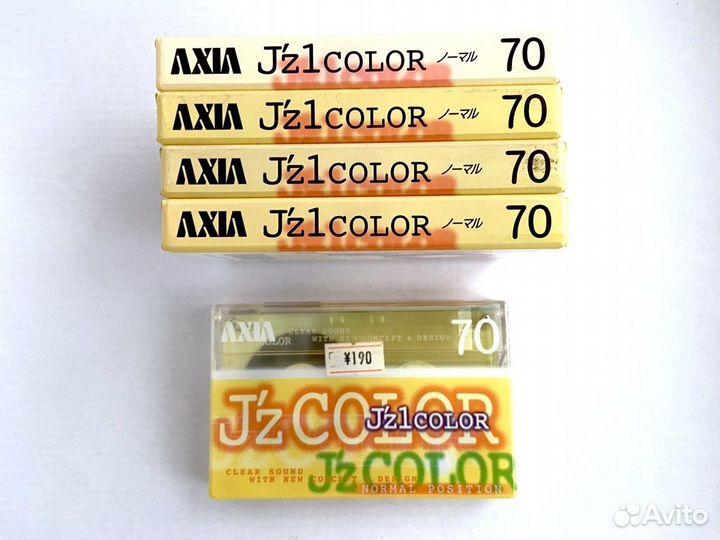 AXIA J'z1COLOR ノーマル 70
AXIA J'z1COLOR ノーマル 70
AXIA J'z1COLOR ノーマル 70
AXIA J'z1COLOR ノーマル 70
AXIA CLEAR SOUND 70
COLOR WITH NEW CONCEPT & DESIGN
¥190
J'zCOLOR
J'z1COLOR
J'zCOLOR
CLEAR SOUND
WITH NEW CONCEPT DESIGN
NORMAL POSITION
Avito